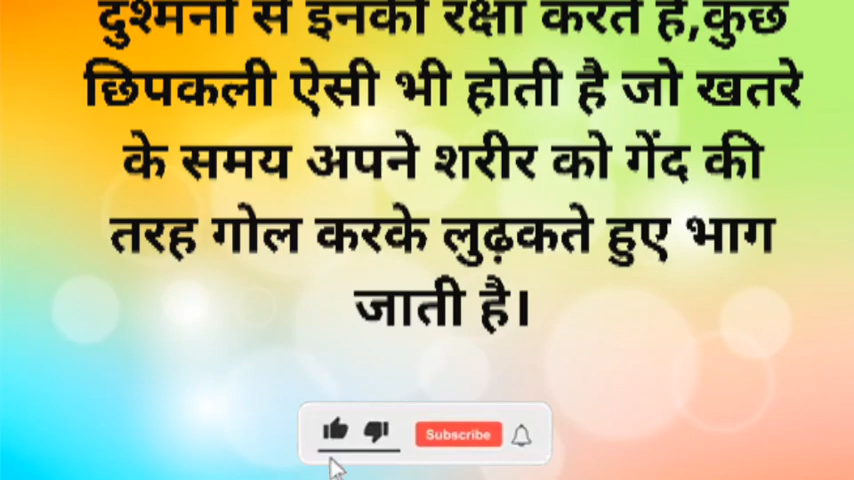 दुश्मनों से इनकी रक्षा करते है,कुछ
छिपकली ऐसी भी होती है जो खतरे
के समय अपने शरीर को गेंद की
तरह गोल करके लुढ़कते हुए भाग
जाती है।
Subscribe